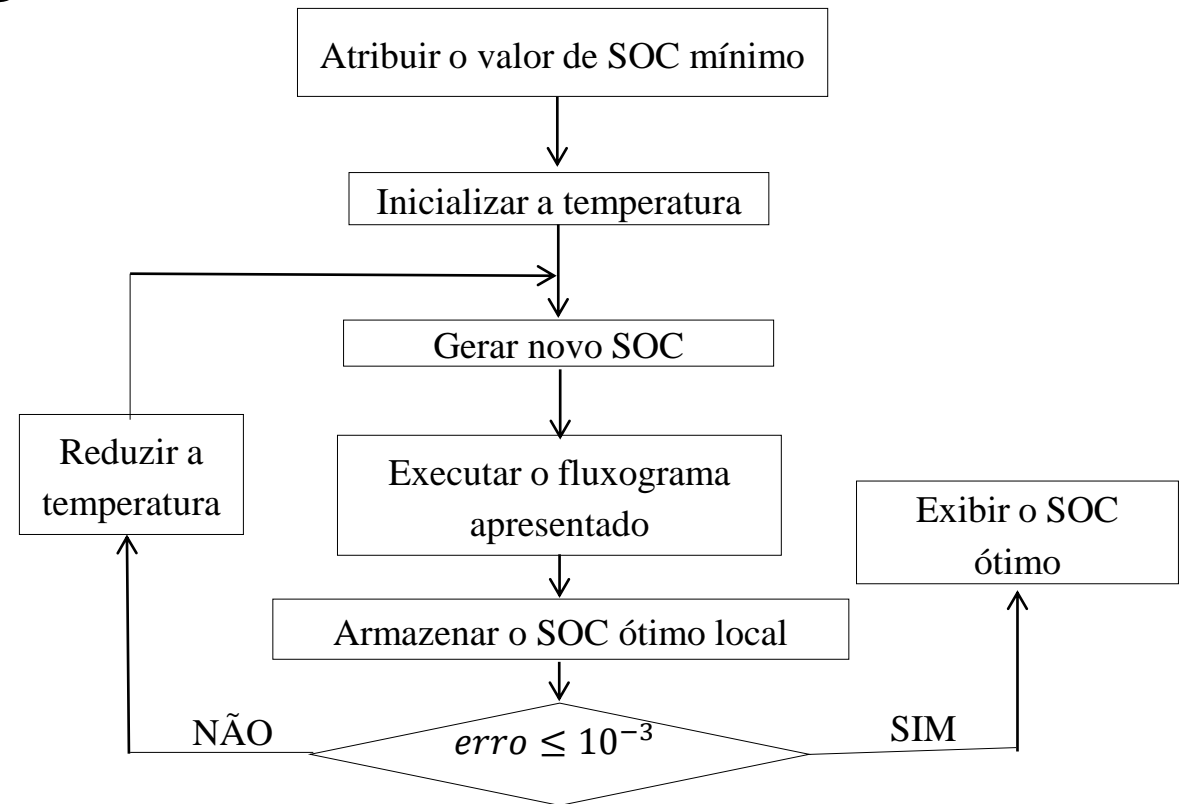 Atribuir o valor de SOC mínimo
Inicializar a temperatura
Gerar novo SOC
Reduzir a
temperatura
Executar o fluxograma
apresentado
Exibir o SOC
ótimo
Armazenar o SOC ótimo local
NÃO
erro ≤ 10⁻³
SIM